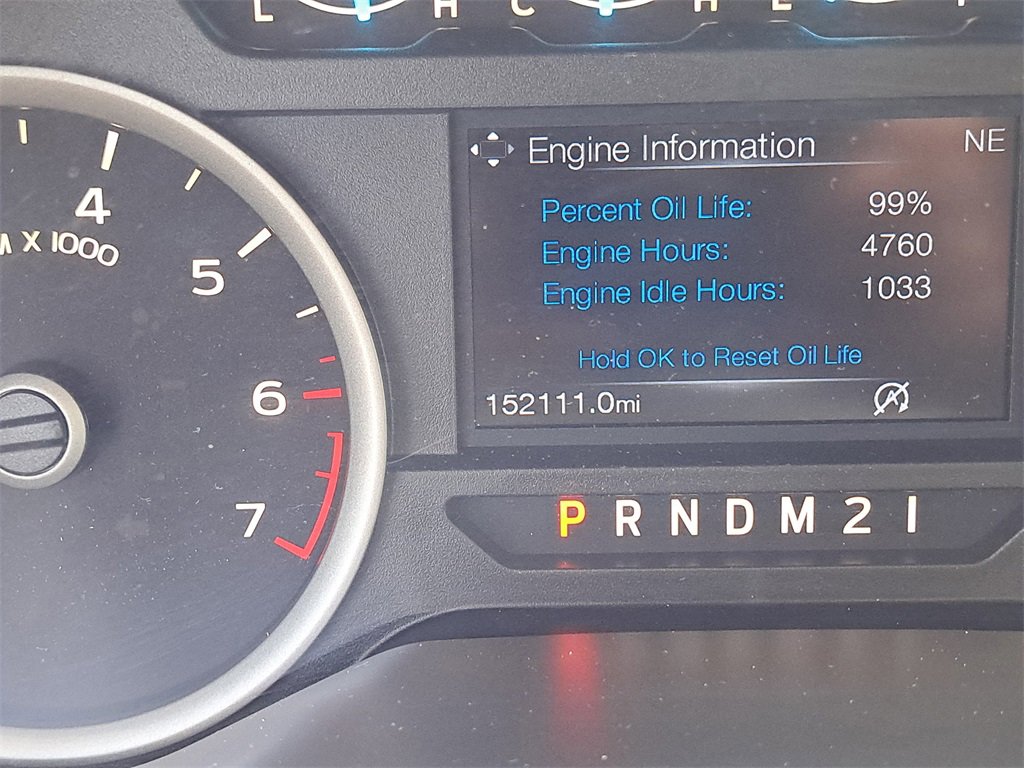 L H C H E
4
M X 1000
5
6
7
Engine Information NE
Percent Oil Life: 99%
Engine Hours: 4760
Engine Idle Hours: 1033
Hold OK to Reset Oil Life
152111.0mi
A
P R N D M 2 1